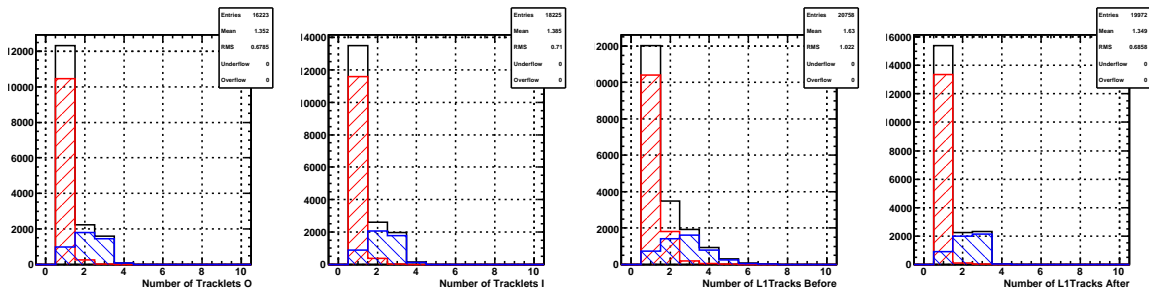 Entries 16223
Mean 1.352
RMS 0.6785
Underflow 0
Overflow 0
12000
10000
8000
6000
4000
2000
0
0 2 4 6 8 10
Number of Tracklets O
Entries 18225
Mean 1.385
RMS 0.71
Underflow 0
Overflow 0
14000
12000
10000
8000
6000
4000
2000
0
0 2 4 6 8 10
Number of Tracklets I
Entries 20758
Mean 1.63
RMS 1.022
Underflow 0
Overflow 0
2000
0000
8000
6000
4000
2000
0
0 2 4 6 8 10
Number of L1Tracks Before
Entries 19972
Mean 1.349
RMS 0.6858
Underflow 0
Overflow 0
16000
14000
12000
10000
8000
6000
4000
2000
0
0 2 4 6 8 10
Number of L1Tracks After